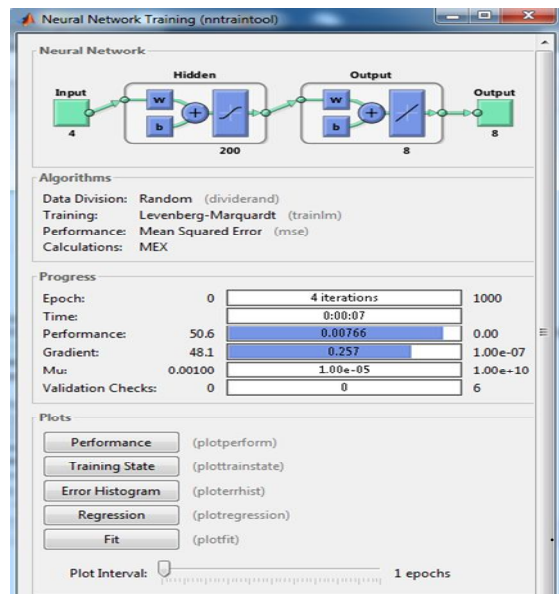 Neural Network Training (nntraintool)
Neural Network
Hidden Output
Input Output
W W
b b
4 200 8 8
Algorithms
Data Division: Random (dividerand)
Training: Levenberg-Marquardt (trainlm)
Performance: Mean Squared Error (mse)
Calculations: MEX
Progress
Epoch: 0 4 iterations 1000
Time: 0:00:07
Performance: 50.6 0.00766 0.00
Gradient: 48.1 0.257 1.00e-07
Mu: 0.00100 1.00e-05 1.00e+10
Validation Checks: 0 0 6
Plots
Performance (plotperform)
Training State (plottrainstate)
Error Histogram (ploterrhist)
Regression (plotregression)
Fit (plotfit)
Plot Interval: 1 epochs